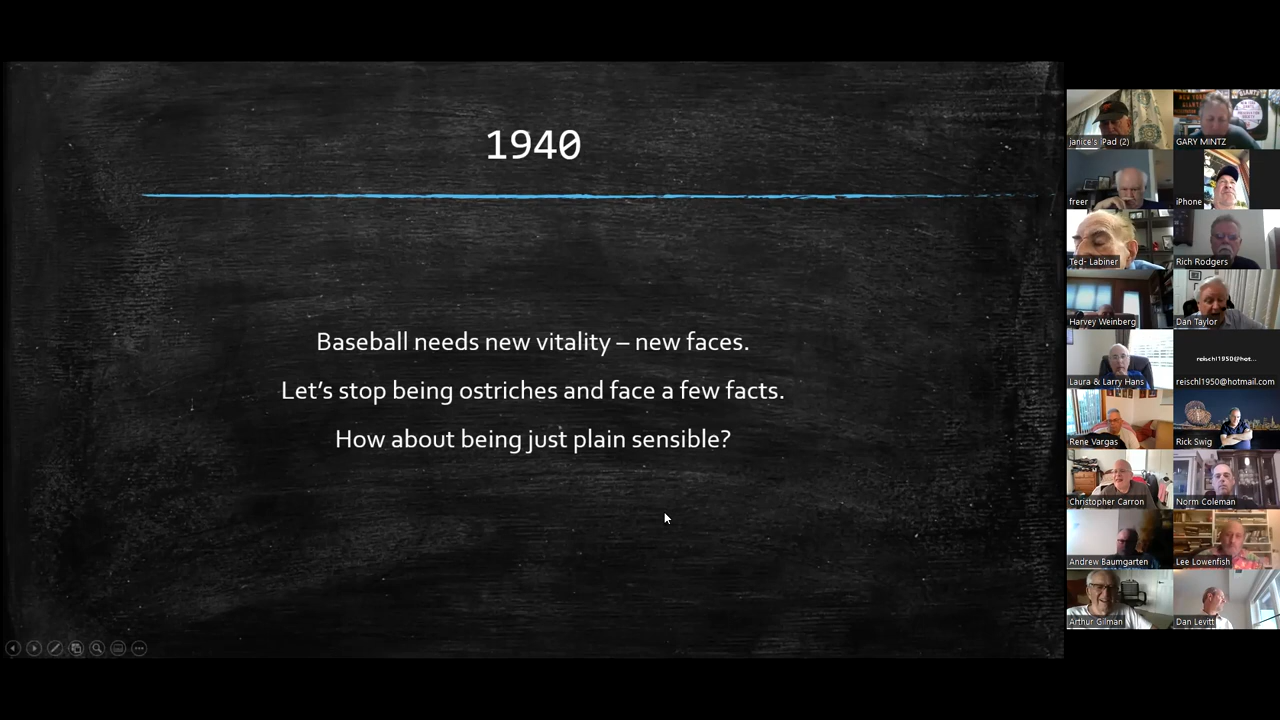 1940
Baseball needs new vitality – new faces.
Let's stop being ostriches and face a few facts.
How about being just plain sensible?
janice's iPad (2)
GARY MINTZ
freer
iPhone
Ted- Labiner
Rich Rodgers
Harvey Weinberg
Dan Taylor
Laura & Larry Hans
reischl1950@hot...
reischl1950@hotmail.com
Rene Vargas
Rick Swig
Christopher Carron
Norm Coleman
Andrew Baumgarten
Lee Lowenfish
Arthur Gilman
Dan Levitt